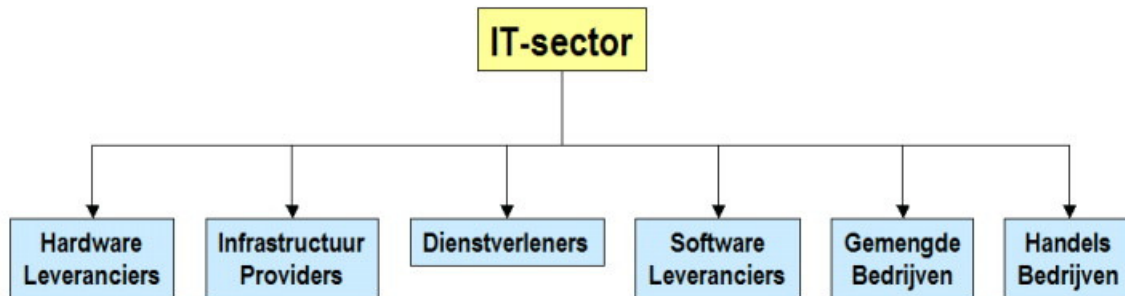 IT-sector
Hardware
Leveranciers
Infrastructuur
Providers
Dienstverleners
Software
Leveranciers
Gemengde
Bedrijven
Handels
Bedrijven